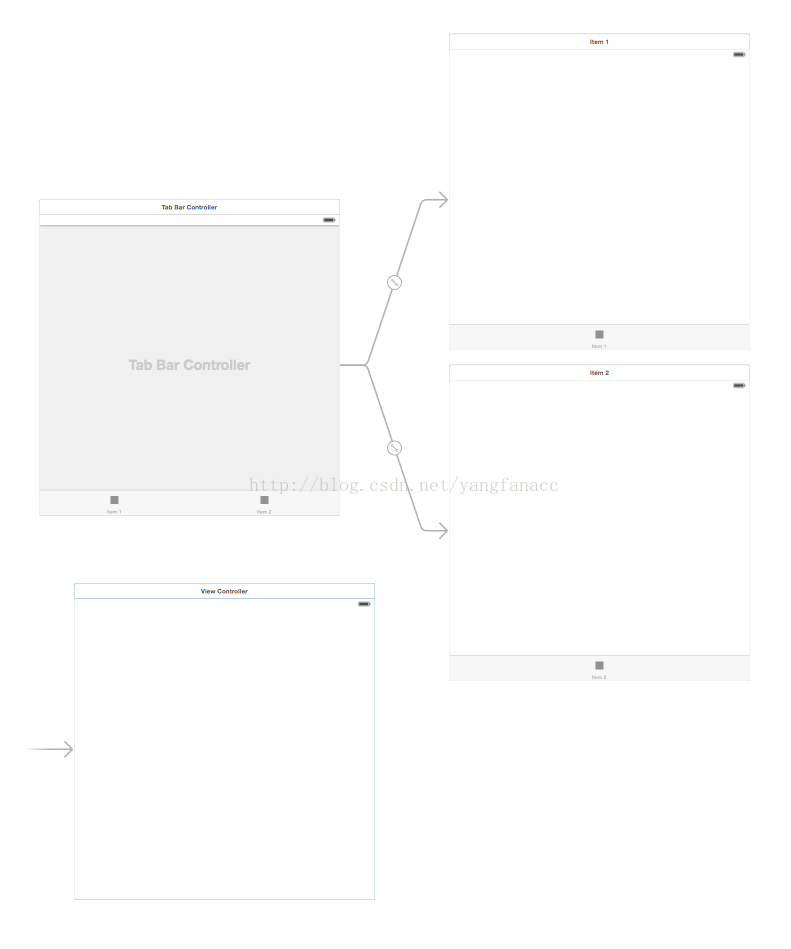 Item 1
Item 1
Tab Bar Controller
Tab Bar Controller
Item 1
Item 2
Item 2
Item 2
http://blog.csdn.net/yangfanacc
View Controller